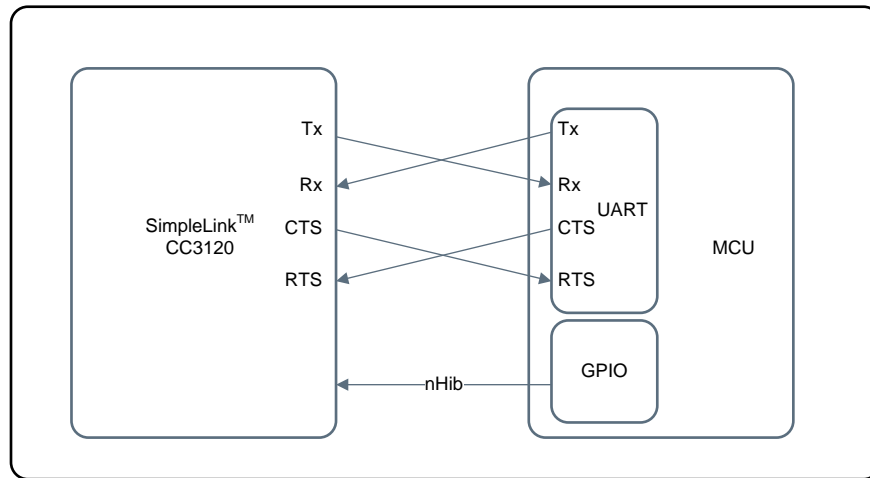 Tx
Rx
CTS
RTS
SimpleLink™
CC3120
nHib
Tx
Rx
UART
CTS
RTS
MCU
GPIO